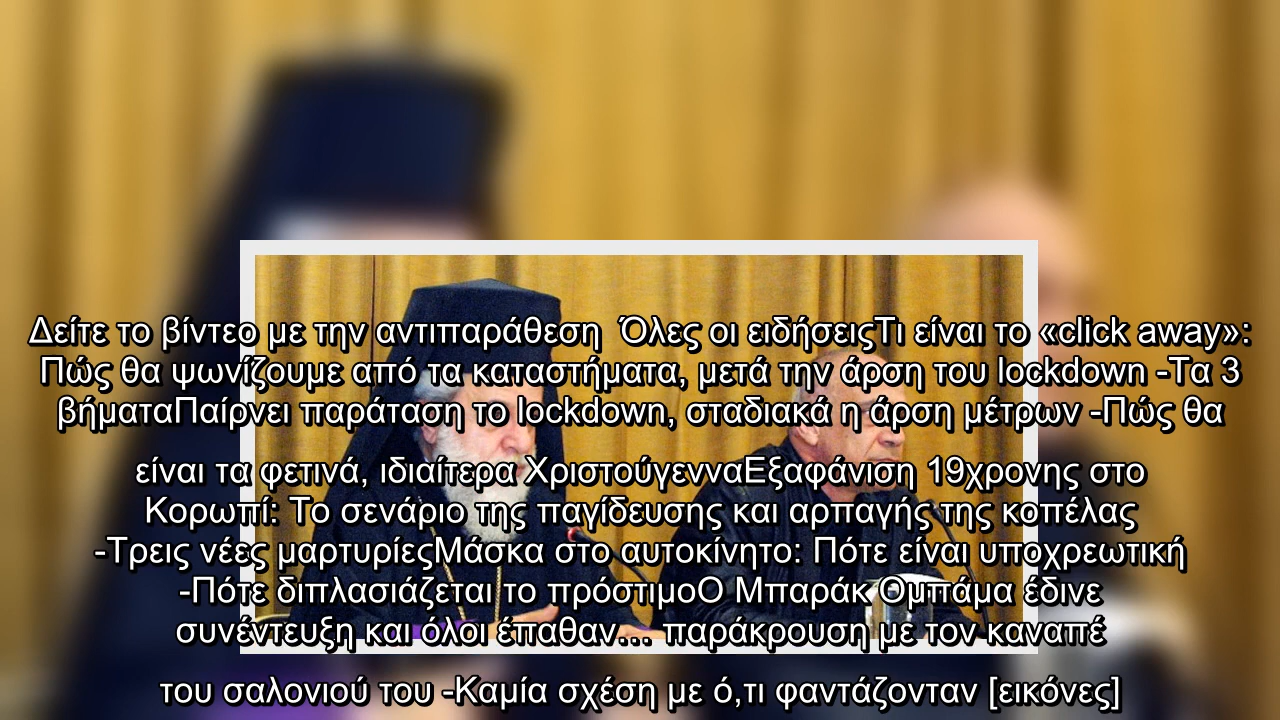 Δείτε το βίντεο με την αντιπαράθεση  Όλες οι ειδήσειςΤι είναι το «click away»:
Πώς θα ψωνίζουμε από τα καταστήματα, μετά την άρση του lockdown -Τα 3
βήματαΠαίρνει παράταση το lockdown, σταδιακά η άρση μέτρων -Πώς θα
είναι τα φετινά, ιδιαίτερα ΧριστούγενναΕξαφάνιση 19χρονης στο
Κορωπί: Το σενάριο της παγίδευσης και αρπαγής της κοπέλας
-Τρεις νέες μαρτυρίεςΜάσκα στο αυτοκίνητο: Πότε είναι υποχρεωτική
-Πότε διπλασιάζεται το πρόστιμοΟ Μπαράκ Ομπάμα έδινε
συνέντευξη και όλοι έπαθαν... παράκρουση με τον καναπέ
του σαλονιού του -Καμία σχέση με ό,τι φαντάζονταν [εικόνες]